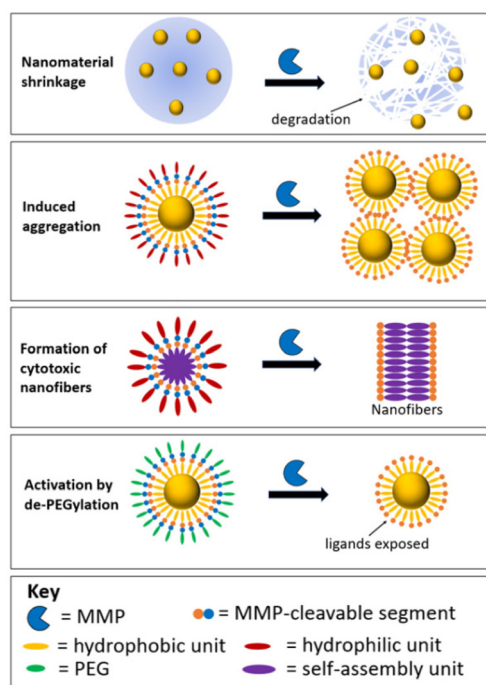 Nanomaterial
shrinkage
degradation
Induced
aggregation
Formation of
cytotoxic
nanofibers
Nanofibers
Activation by
de-PEGylation
ligands exposed
Key
= MMP
= MMP-cleavable segment
= hydrophobic unit
= hydrophilic unit
= PEG
= self-assembly unit